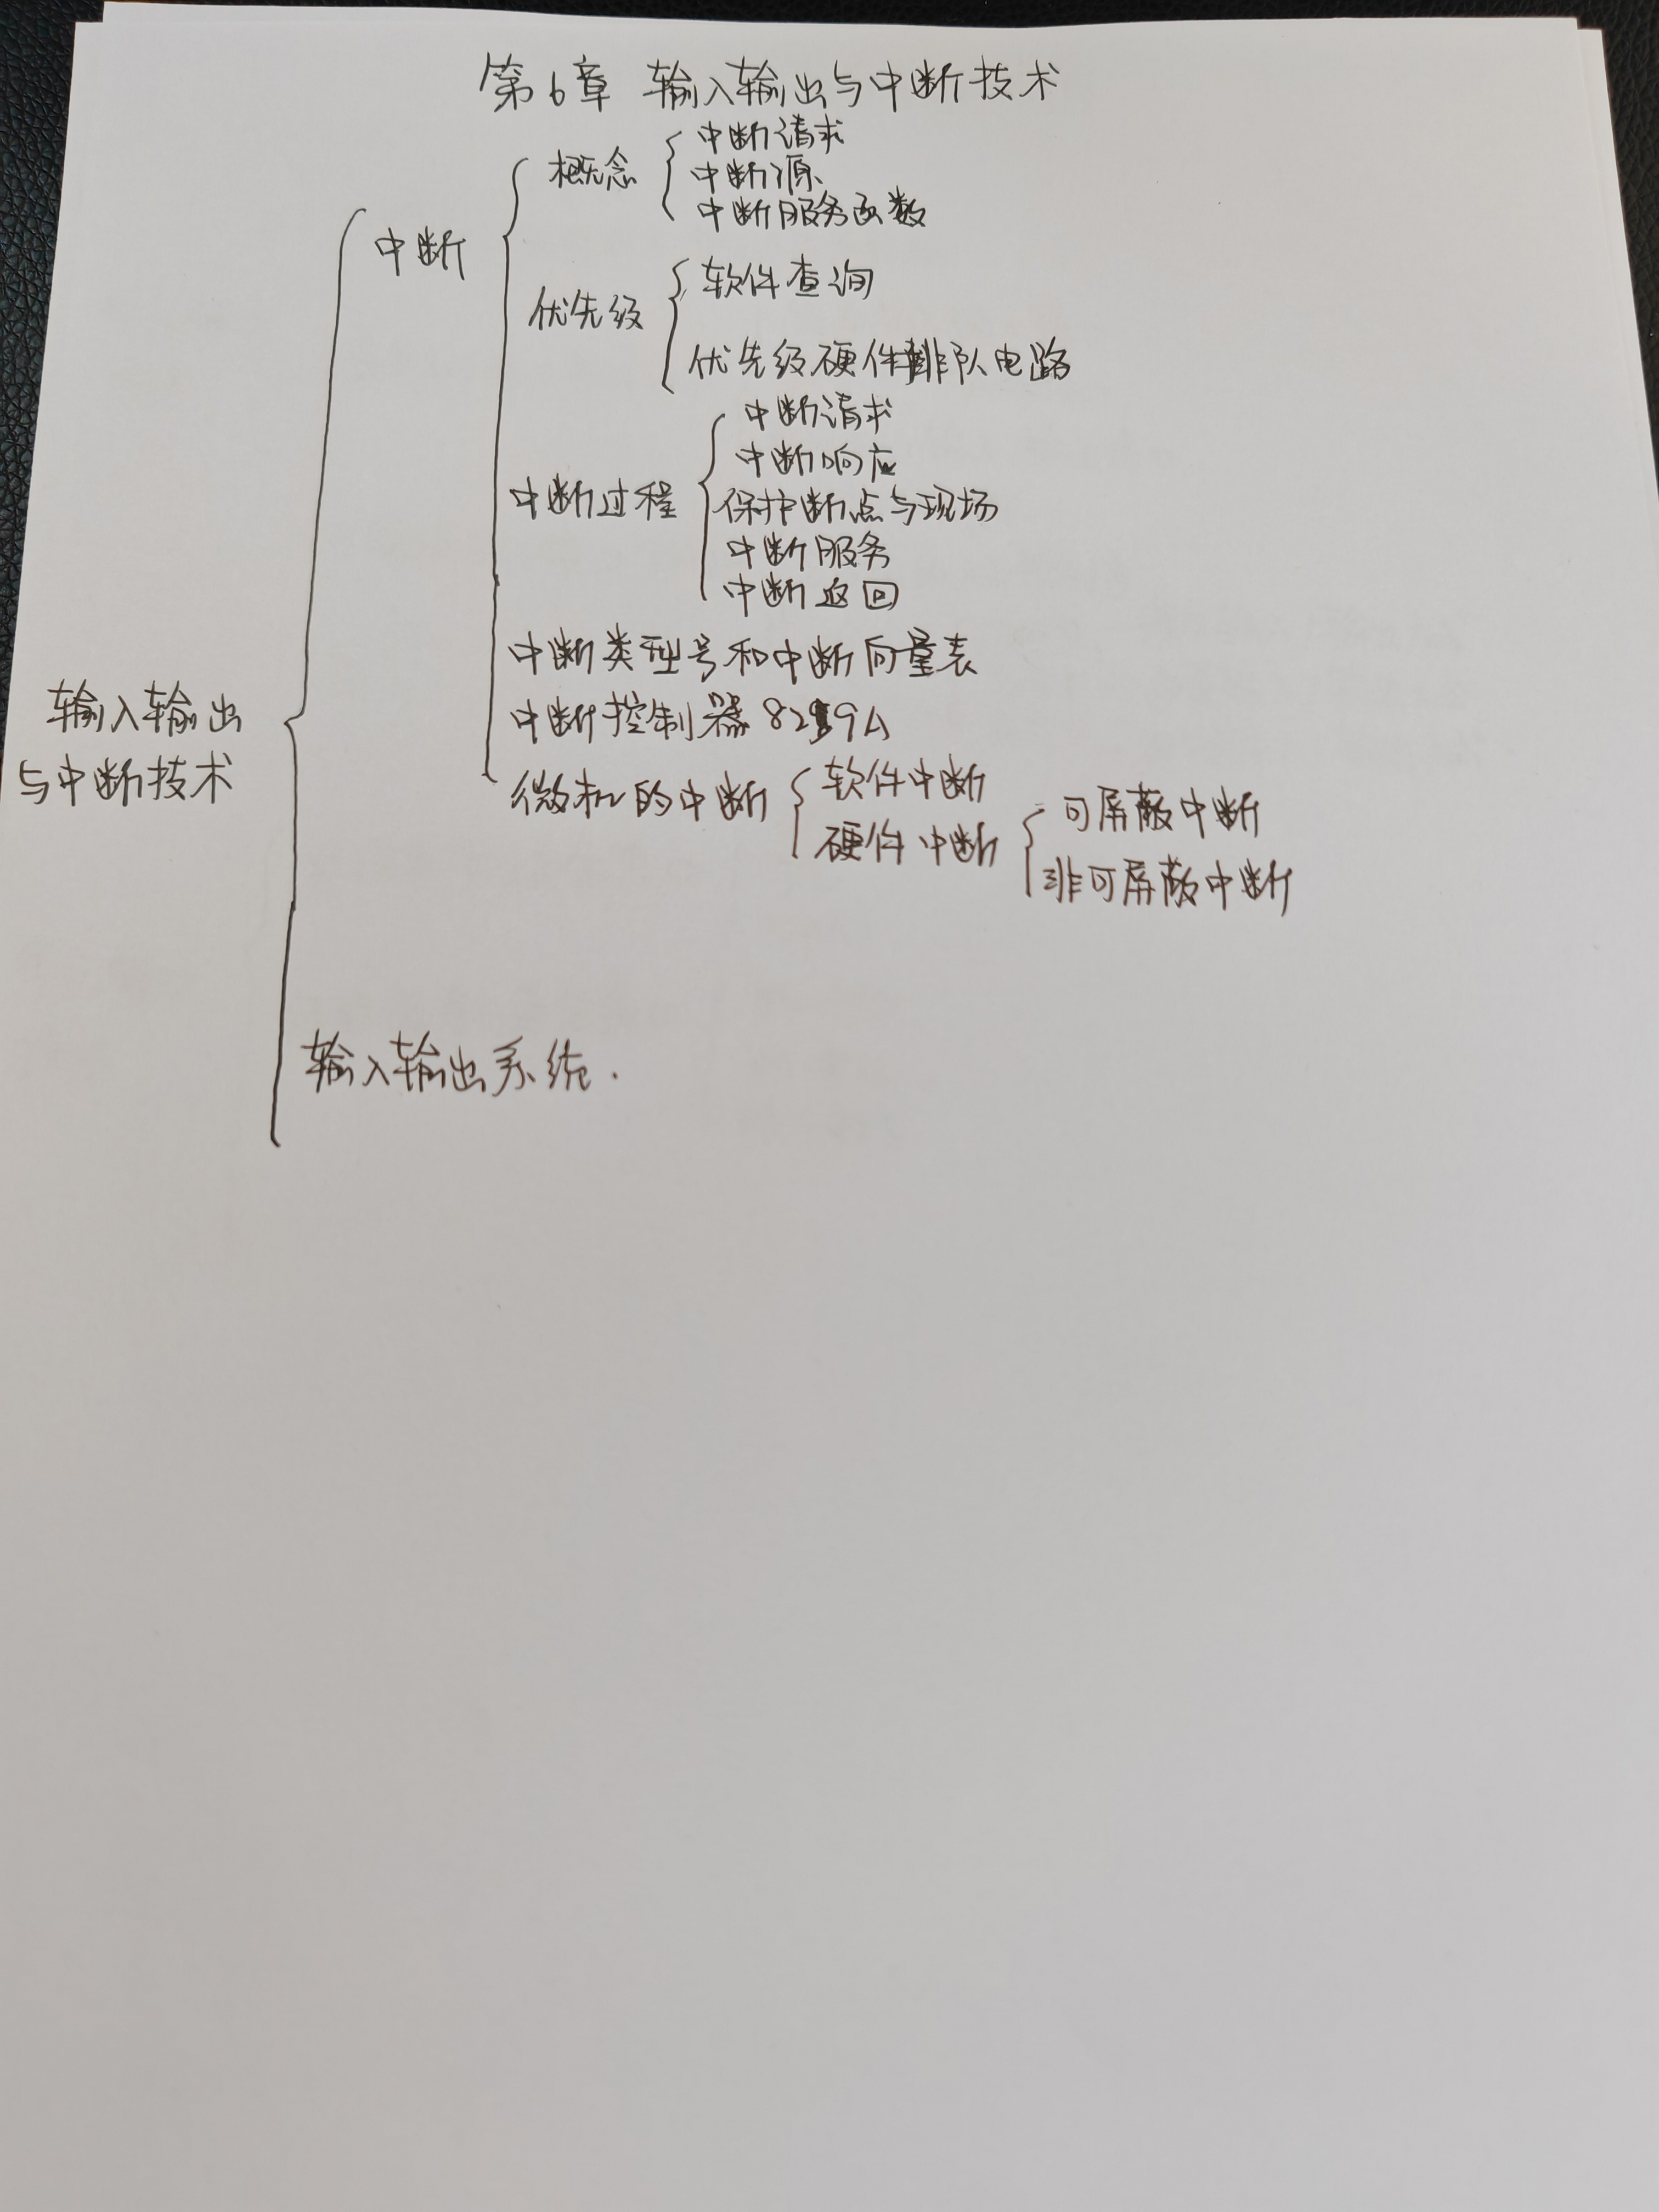 第6章 输入输出与中断技术
概念
中断请求
中断源
中断服务函数
中断
优先级
软件查询
优先级硬件排队电路
中断过程
中断请求
中断响应
保护断点与现场
中断服务
中断返回
中断类型号和中断向量表
输入输出
与中断技术
中断控制器8259A
微机的中断
软件中断
硬件中断
可屏蔽中断
非可屏蔽中断
输入输出系统.